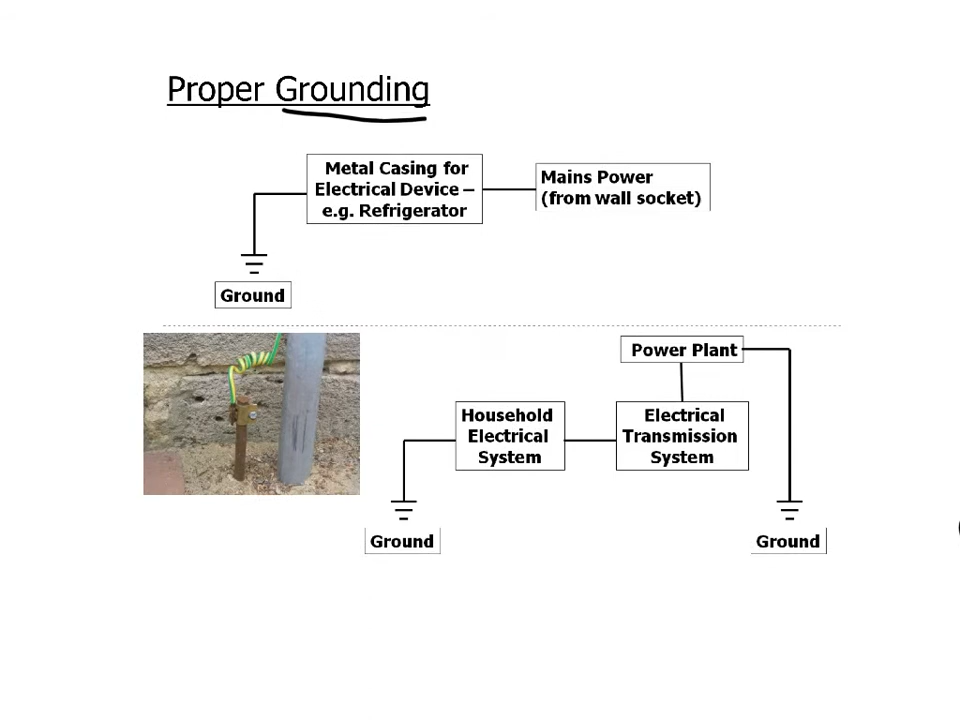 Proper Grounding
Metal Casing for
Electrical Device –
e.g. Refrigerator
Mains Power
(from wall socket)
Ground
Power Plant
Household
Electrical
System
Electrical
Transmission
System
Ground
Ground